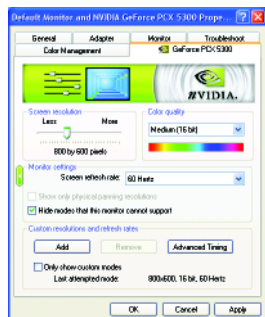 Default Monitor and NVIDIA GeForce PCX 5300 Prope...
General Adapter Monitor Troubleshoot
Color Management GeForce PCX 5300
NVIDIA.
Screen resolution
Less More
800 by 600 pixels
Color quality
Medium (16 bit)
Monitor settings
Screen refresh rate: 60 Hertz
Show only physical panning resolutions
Hide modes that this monitor cannot support
Custom resolutions and refresh rates
Add Remove Advanced Timing
Only show custom modes
Last attempted mode: 800x600, 16 bit, 60 Hertz
OK Cancel Apply